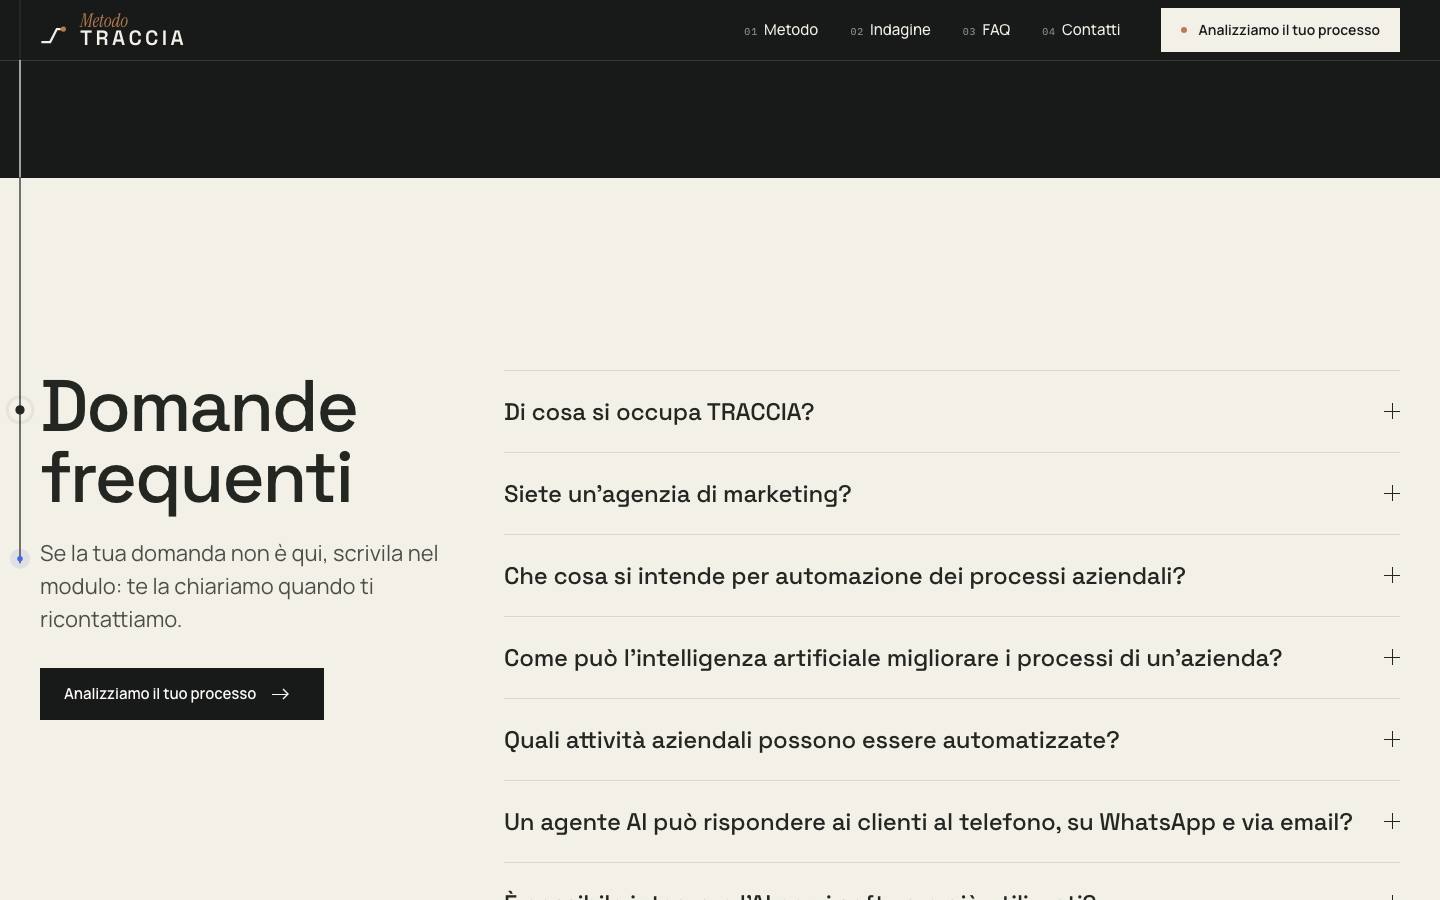 Metodo
TRACCIA
01 Metodo
02 Indagine
03 FAQ
04 Contatti
Analizziamo il tuo processo
Domande
frequenti
Se la tua domanda non è qui, scrivila nel
modulo: te la chiariamo quando ti
ricontattiamo.
Analizziamo il tuo processo
Di cosa si occupa TRACCIA?
Siete un’agenzia di marketing?
Che cosa si intende per automazione dei processi aziendali?
Come può l’intelligenza artificiale migliorare i processi di un’azienda?
Quali attività aziendali possono essere automatizzate?
Un agente AI può rispondere ai clienti al telefono, su WhatsApp e via email?